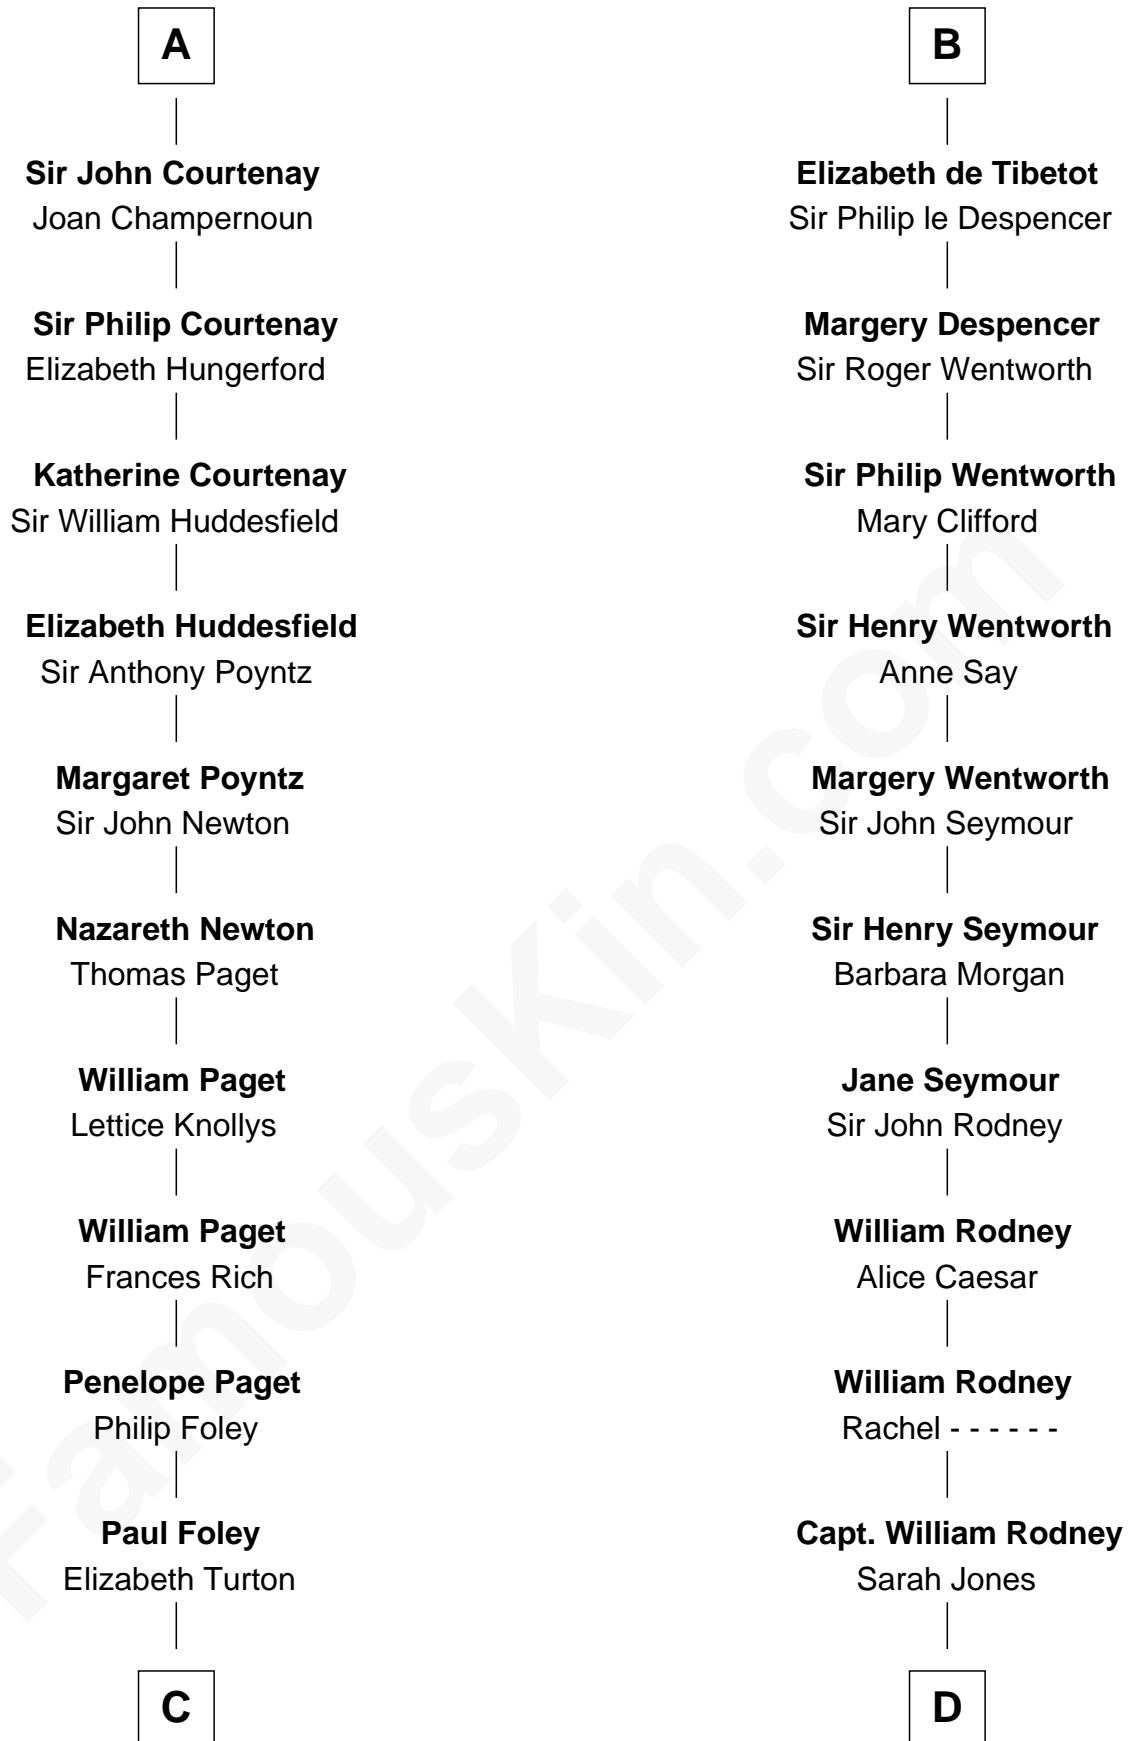 A
Sir John Courtenay
Joan Champernoun
Sir Philip Courtenay
Elizabeth Hungerford
Katherine Courtenay
Sir William Huddesfield
Elizabeth Huddesfield
Sir Anthony Poyntz
Margaret Poyntz
Sir John Newton
Nazareth Newton
Thomas Paget
William Paget
Lettice Knollys
William Paget
Frances Rich
Penelope Paget
Philip Foley
Paul Foley
Elizabeth Turton
C
B
Elizabeth de Tibetot
Sir Philip le Despencer
Margery Despencer
Sir Roger Wentworth
Sir Philip Wentworth
Mary Clifford
Sir Henry Wentworth
Anne Say
Margery Wentworth
Sir John Seymour
Sir Henry Seymour
Barbara Morgan
Jane Seymour
Sir John Rodney
William Rodney
Alice Caesar
William Rodney
Rachel - - - - - -
Capt. William Rodney
Sarah Jones
D
FamousKin.com